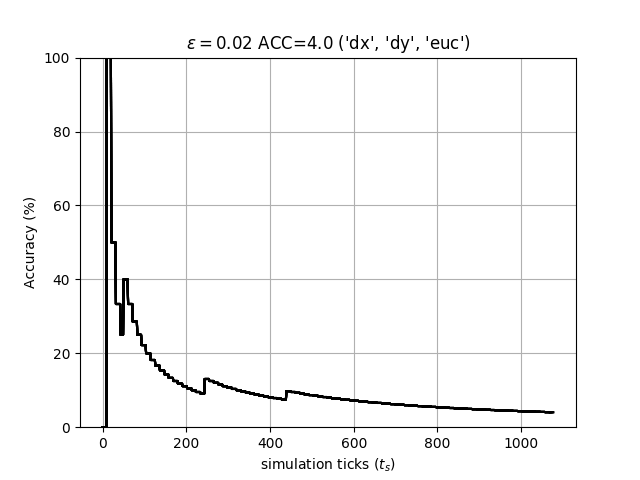 ε = 0.02 ACC=4.0 ('dx', 'dy', 'euc')
100
80
60
40
20
0
Accuracy (%)
0 200 400 600 800 1000
simulation ticks (tₛ)